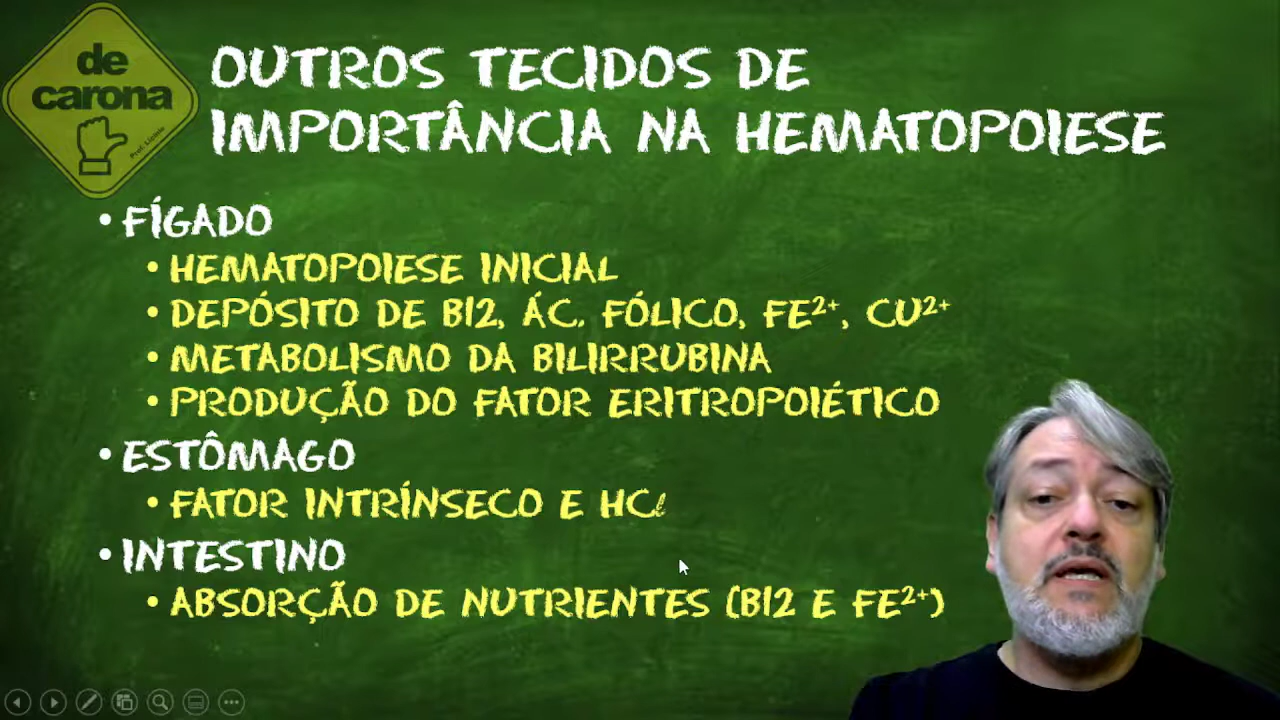 de
carona
Prof. Licinio
OUTROS TECIDOS DE
IMPORTÂNCIA NA HEMATOPOIESE
• FÍGADO
• HEMATOPOIESE INICIAL
• DEPÓSITO DE B12, ÁC. FÓLICO, FE²⁺, CU²⁺
• METABOLISMO DA BILIRRUBINA
• PRODUÇÃO DO FATOR ERITROPOIÉTICO
• ESTÔMAGO
• FATOR INTRÍNSECO E HCℓ
• INTESTINO
• ABSORÇÃO DE NUTRIENTES (B12 E FE²⁺)